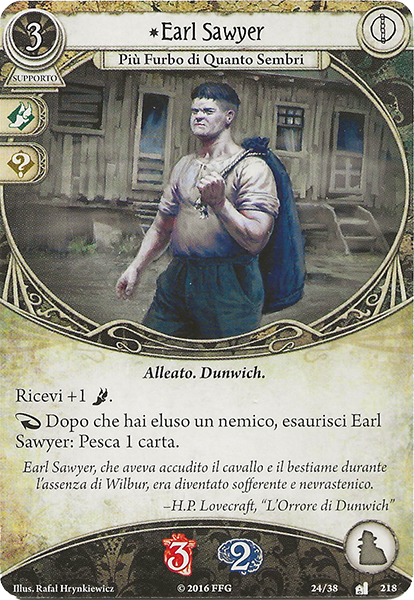 3
*Earl Sawyer
SUPPORTO
Più Furbo di Quanto Sembri
?
Alleato. Dunwich.
Ricevi +1 .
Dopo che hai eluso un nemico, esaurisci Earl
Sawyer: Pesca 1 carta.
Earl Sawyer, che aveva accudito il cavallo e il bestiame durante
l'assenza di Wilbur, era diventato sofferente e nevrastenico.
–H.P. Lovecraft, “L'Orrore di Dunwich”
3 2
Illus. Rafal Hrynkiewicz © 2016 FFG 24/38 218